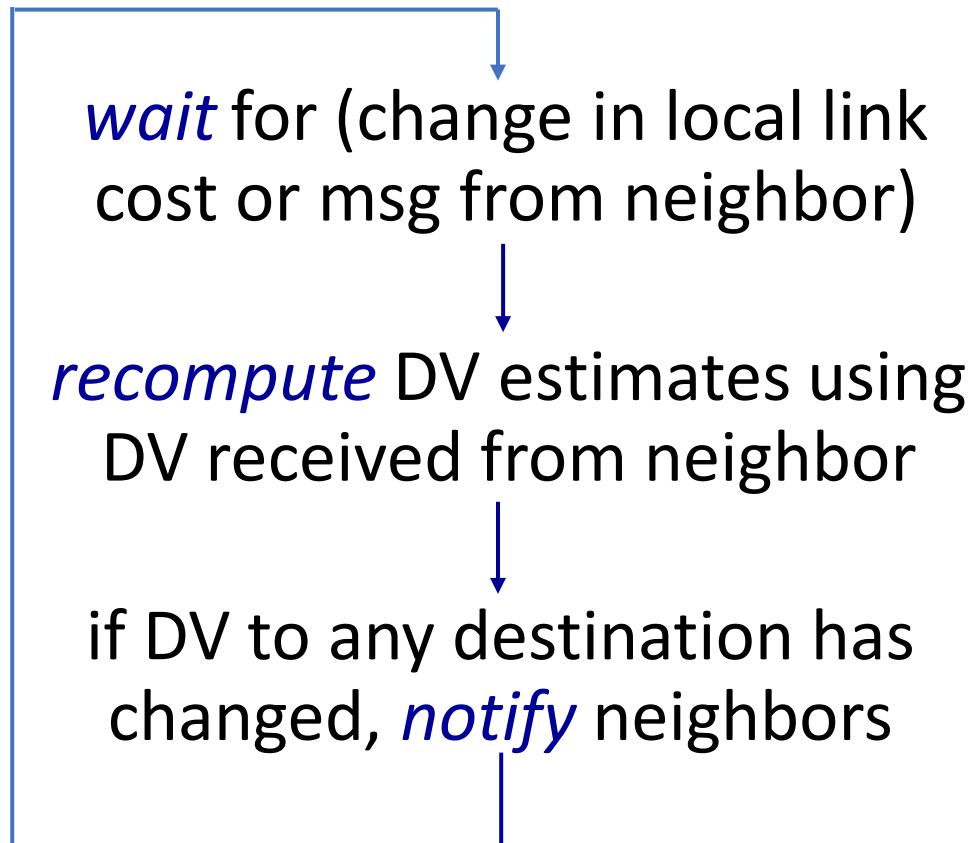 wait for (change in local link
cost or msg from neighbor)
recompute DV estimates using
DV received from neighbor
if DV to any destination has
changed, notify neighbors